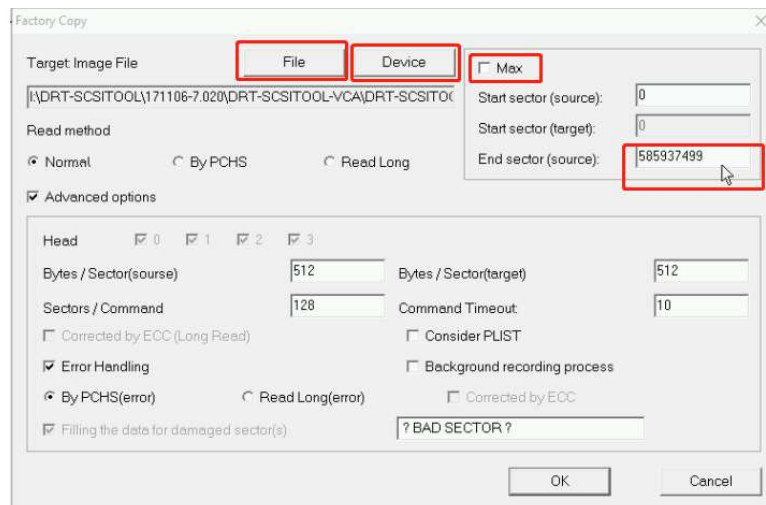 Factory Copy
Target Image File File Device Max
I:\DRT-SCSITOOL\171106-7.020\DRT-SCSITOOL-VCA\DRT-SCSITO( Start sector (source): 0
Read method Start sector (target): 0
Normal By PCHS Read Long End sector (source): 585937499
Advanced options
Head 0 1 2 3
Bytes / Sector(sourse) 512 Bytes / Sector(target) 512
Sectors / Command 128 Command Timeout: 10
Corrected by ECC (Long Read) Consider PLIST
Error Handling Background recording process
By PCHS(error) Read Long(error) Corrected by ECC
Filling the data for damaged sector(s) ? BAD SECTOR ?
OK Cancel